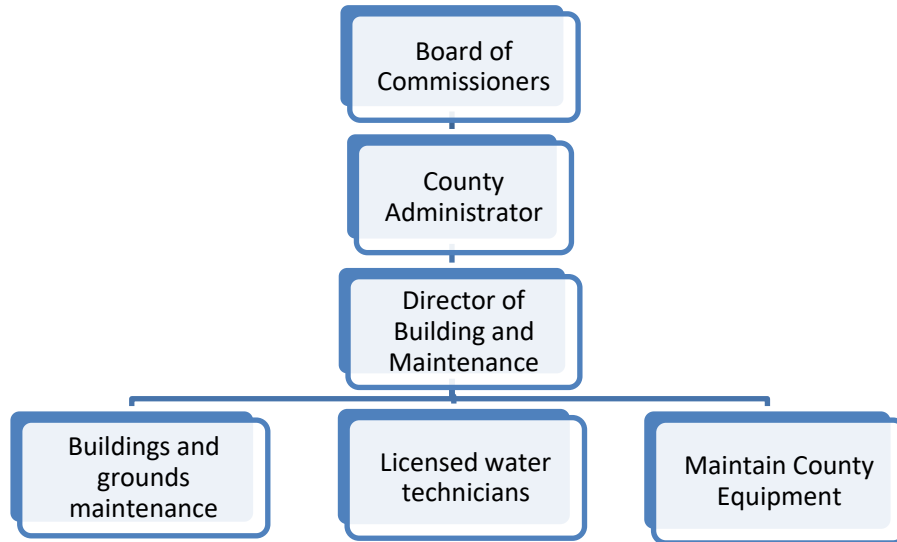 Board of
Commissioners
County
Administrator
Director of
Building and
Maintenance
Buildings and
grounds
maintenance
Licensed water
technicians
Maintain County
Equipment